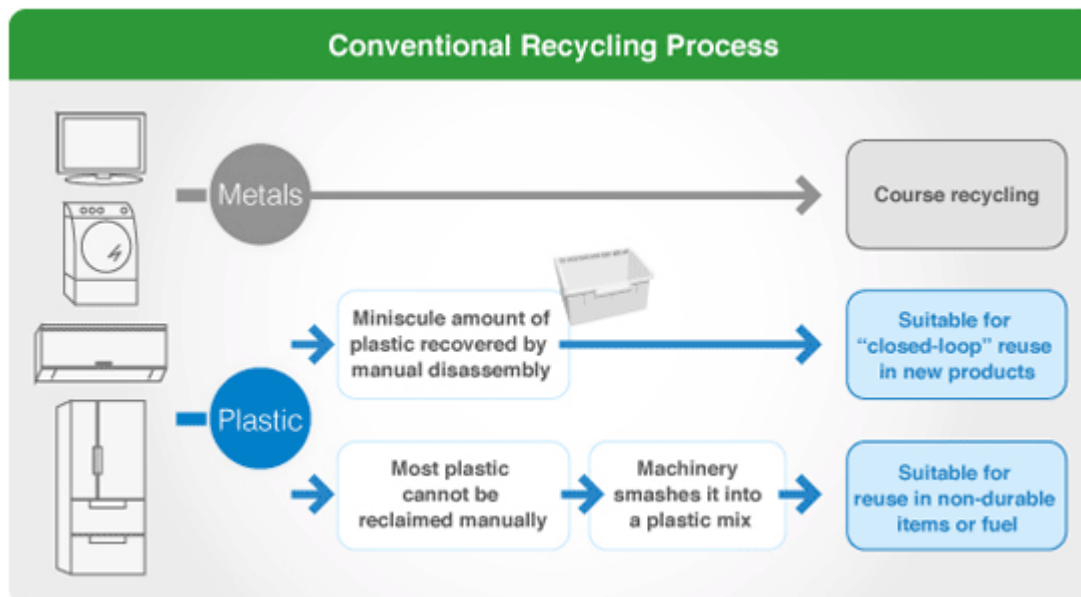 Conventional Recycling Process
Metals
Course recycling
Plastic
Miniscule amount of
plastic recovered by
manual disassembly
Suitable for
“closed-loop” reuse
in new products
Most plastic
cannot be
reclaimed manually
Machinery
smashes it into
a plastic mix
Suitable for
reuse in non-durable
items or fuel